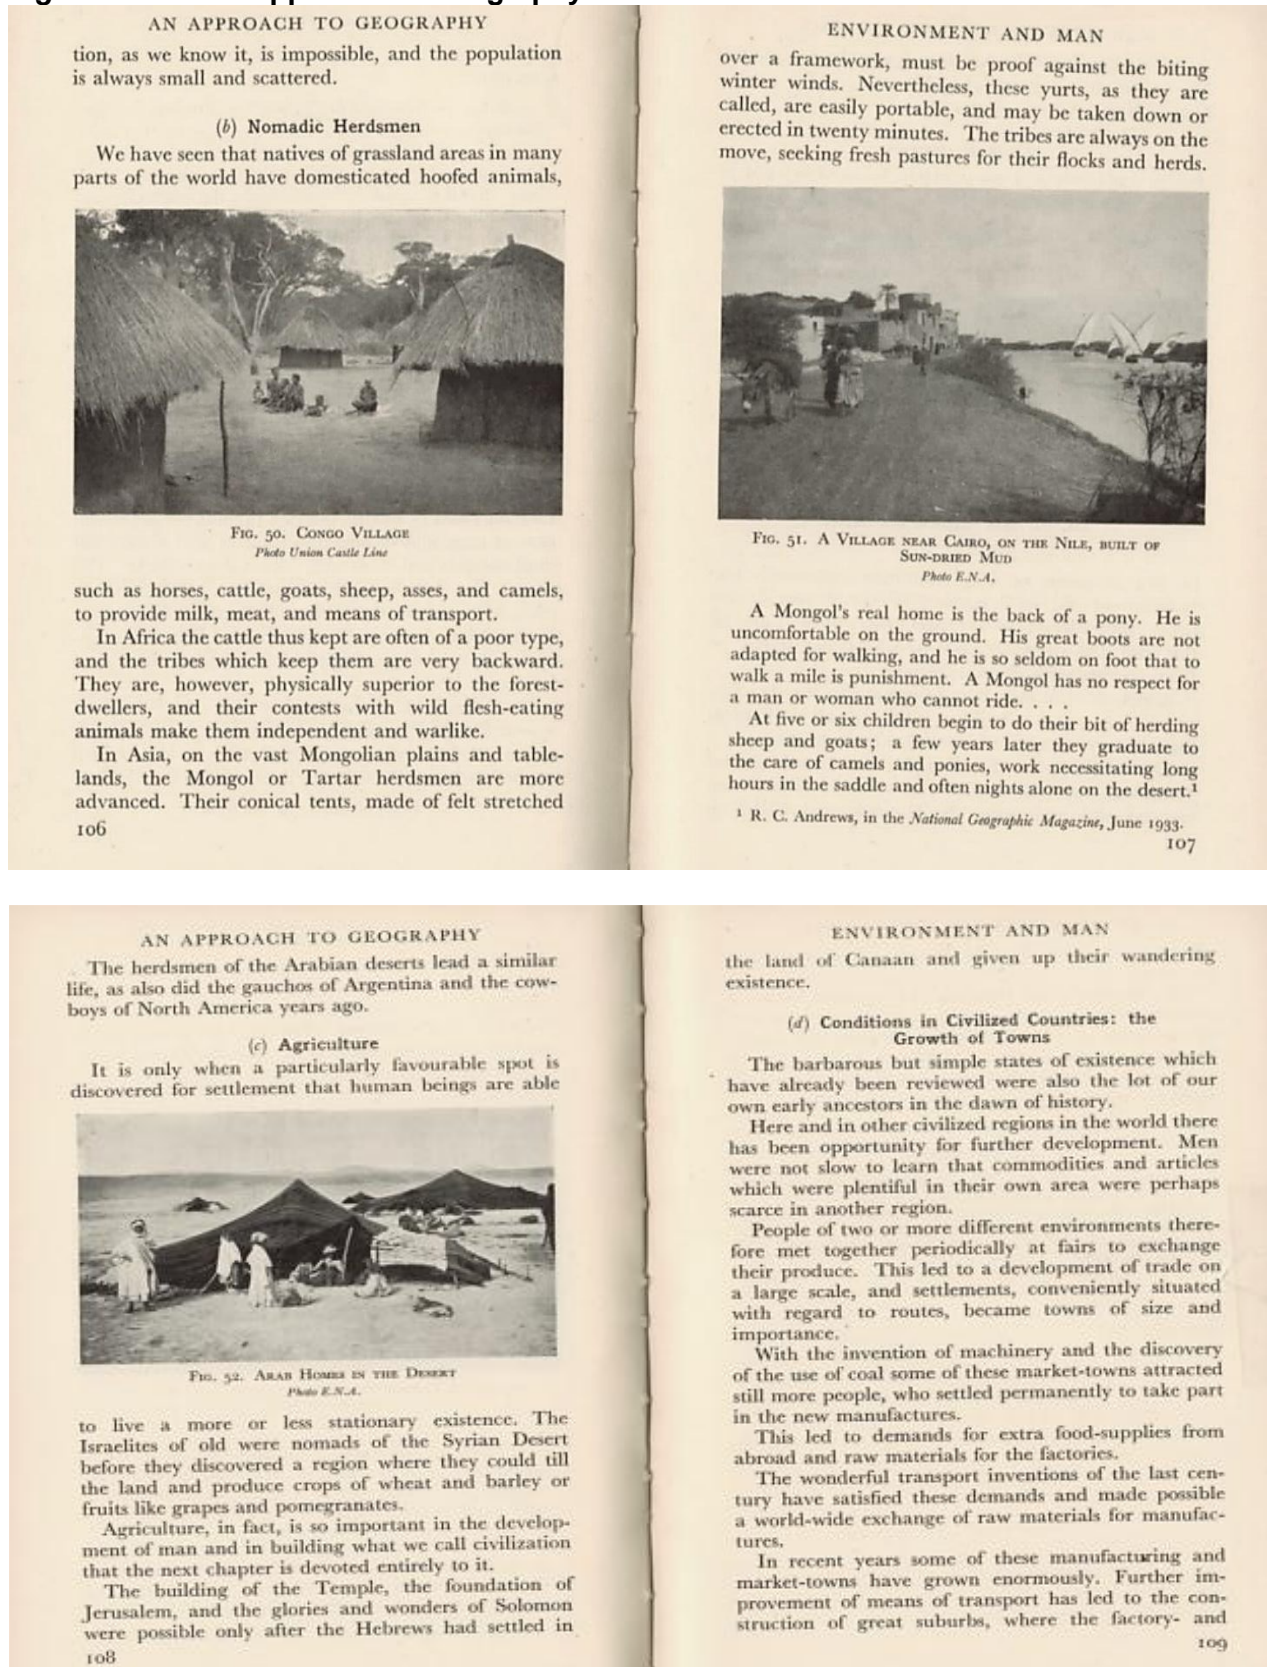 AN APPROACH TO GEOGRAPHY
tion, as we know it, is impossible, and the population
is always small and scattered.
(b) Nomadic Herdsmen
We have seen that natives of grassland areas in many
parts of the world have domesticated hoofed animals,
FIG. 50. CONGO VILLAGE
Photo Union Castle Line
such as horses, cattle, goats, sheep, asses, and camels,
to provide milk, meat, and means of transport.
In Africa the cattle thus kept are often of a poor type,
and the tribes which keep them are very backward.
They are, however, physically superior to the forest-
dwellers, and their contests with wild flesh-eating
animals make them independent and warlike.
In Asia, on the vast Mongolian plains and table-
lands, the Mongol or Tartar herdsmen are more
advanced. Their conical tents, made of felt stretched
106
ENVIRONMENT AND MAN
over a framework, must be proof against the biting
winter winds. Nevertheless, these yurts, as they are
called, are easily portable, and may be taken down or
erected in twenty minutes. The tribes are always on the
move, seeking fresh pastures for their flocks and herds.
FIG. 51. A VILLAGE NEAR CAIRO, ON THE NILE, BUILT OF
SUN-DRIED MUD
Photo E.N.A.
A Mongol's real home is the back of a pony. He is
uncomfortable on the ground. His great boots are not
adapted for walking, and he is so seldom on foot that to
walk a mile is punishment. A Mongol has no respect for
a man or woman who cannot ride. . . .
At five or six children begin to do their bit of herding
sheep and goats; a few years later they graduate to
the care of camels and ponies, work necessitating long
hours in the saddle and often nights alone on the desert.¹
¹ R. C. Andrews, in the National Geographic Magazine, June 1933.
107
AN APPROACH TO GEOGRAPHY
The herdsmen of the Arabian deserts lead a similar
life, as also did the gauchos of Argentina and the cow-
boys of North America years ago.
(c) Agriculture
It is only when a particularly favourable spot is
discovered for settlement that human beings are able
FIG. 52. ARAB HOMES IN THE DESERT
Photo E.N.A.
to live a more or less stationary existence. The
Israelites of old were nomads of the Syrian Desert
before they discovered a region where they could till
the land and produce crops of wheat and barley or
fruits like grapes and pomegranates.
Agriculture, in fact, is so important in the develop-
ment of man and in building what we call civilization
that the next chapter is devoted entirely to it.
The building of the Temple, the foundation of
Jerusalem, and the glories and wonders of Solomon
were possible only after the Hebrews had settled in
108
ENVIRONMENT AND MAN
the land of Canaan and given up their wandering
existence.
(d) Conditions in Civilized Countries: the
Growth of Towns
The barbarous but simple states of existence which
have already been reviewed were also the lot of our
own early ancestors in the dawn of history.
Here and in other civilized regions in the world there
has been opportunity for further development. Men
were not slow to learn that commodities and articles
which were plentiful in their own area were perhaps
scarce in another region.
People of two or more different environments there-
fore met together periodically at fairs to exchange
their produce. This led to a development of trade on
a large scale, and settlements, conveniently situated
with regard to routes, became towns of size and
importance.
With the invention of machinery and the discovery
of the use of coal some of these market-towns attracted
still more people, who settled permanently to take part
in the new manufactures.
This led to demands for extra food-supplies from
abroad and raw materials for the factories.
The wonderful transport inventions of the last cen-
tury have satisfied these demands and made possible
a world-wide exchange of raw materials for manufac-
tures.
In recent years some of these manufacturing and
market-towns have grown enormously. Further im-
provement of means of transport has led to the con-
struction of great suburbs, where the factory- and
109